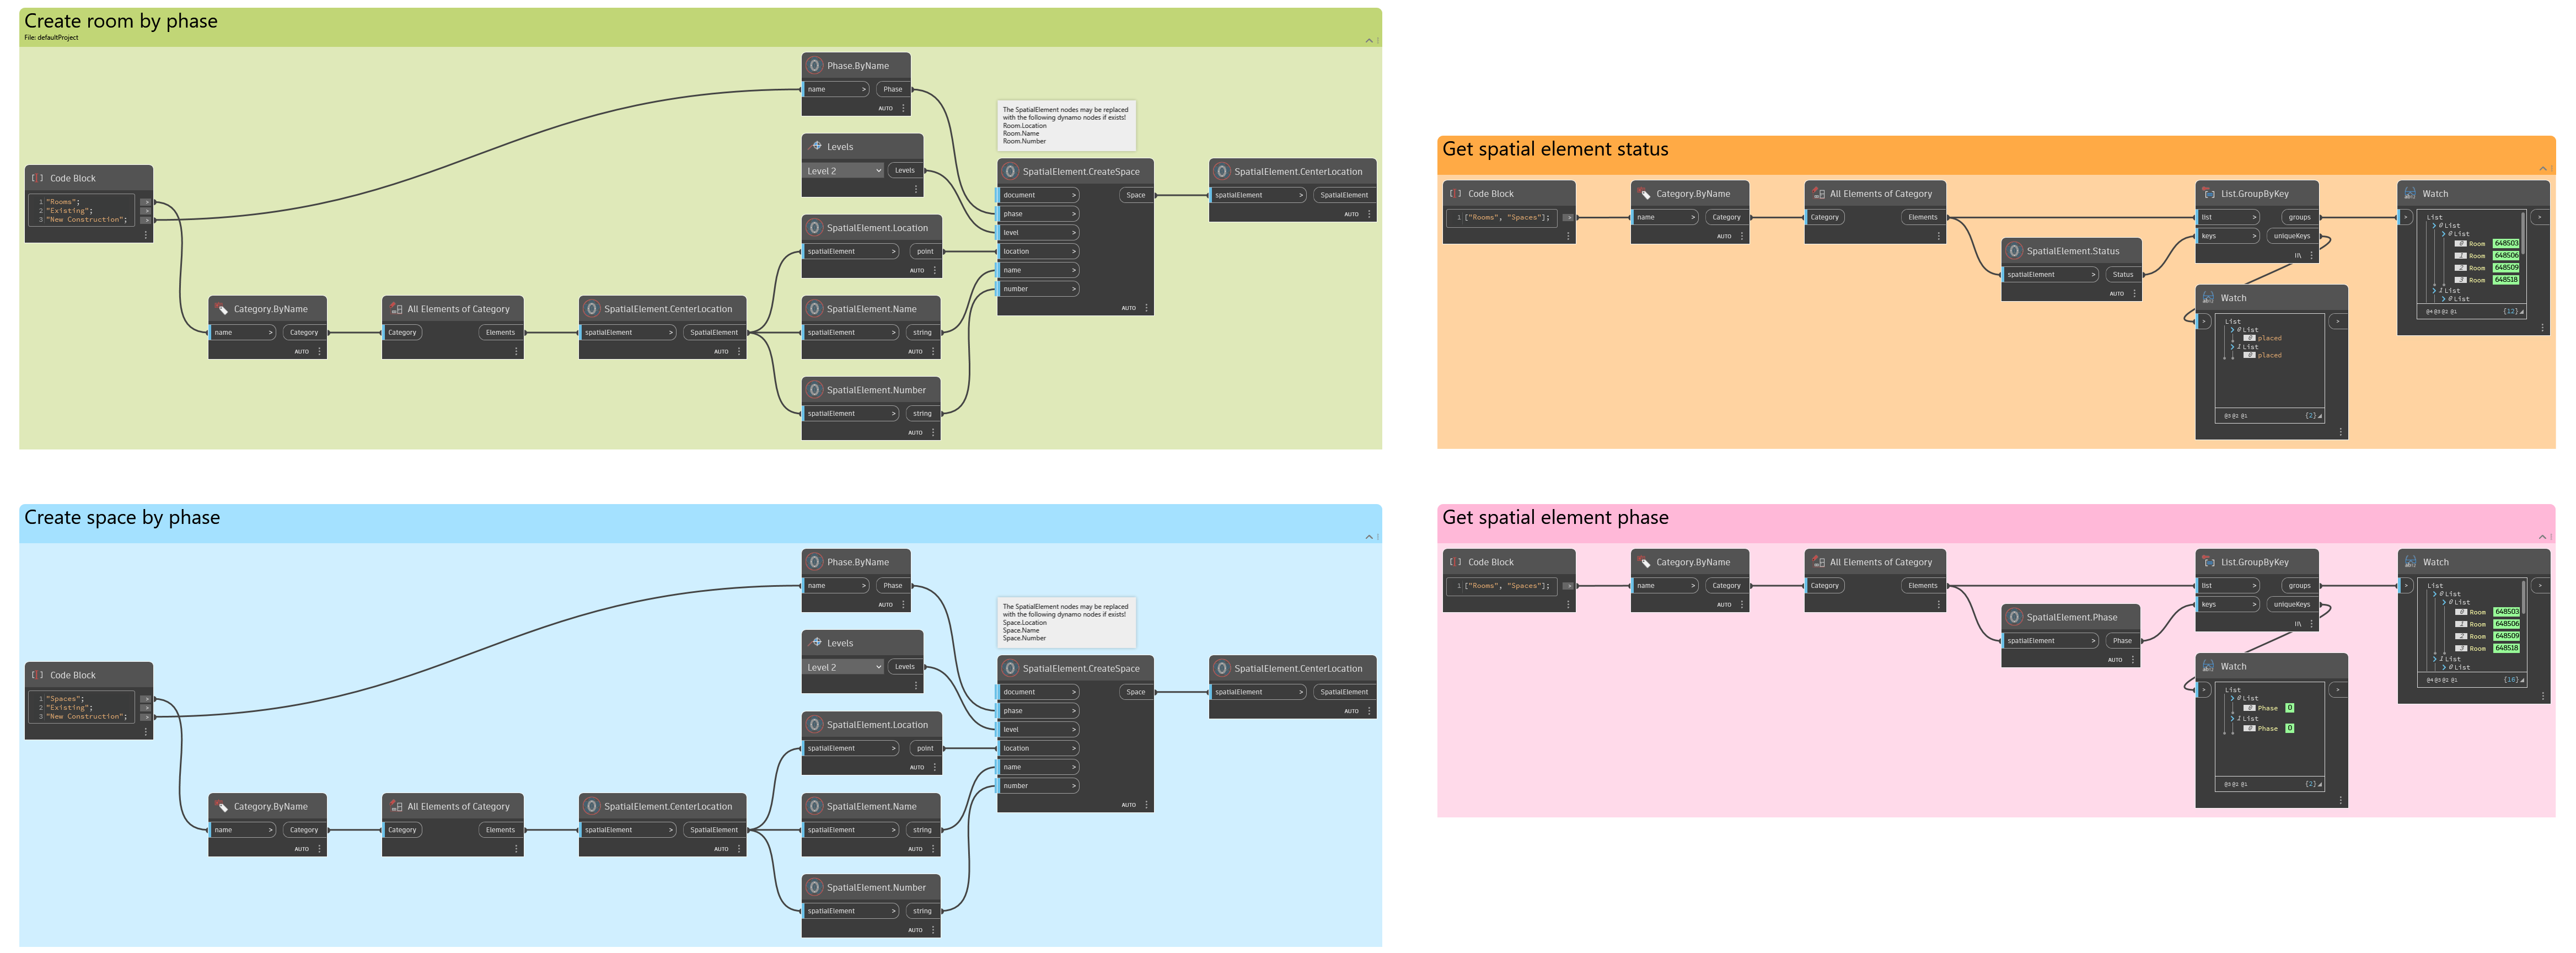 Create room by phase
File: defaultProject
Phase.ByName
name > Phase
AUTO
Levels
Level 2 Levels
Code Block
1 "Rooms"; >
2 "Existing"; >
3 "New Construction"; >
The SpatialElement nodes may be replaced
with the following dynamo nodes if exists!
Room.Location
Room.Name
Room.Number
SpatialElement.CreateSpace
document > Space
phase >
level >
location >
name >
number >
AUTO
SpatialElement.CenterLocation
spatialElement > SpatialElement
AUTO
SpatialElement.Location
spatialElement > point
AUTO
Category.ByName
name > Category
AUTO
All Elements of Category
Category Elements
SpatialElement.CenterLocation
spatialElement > SpatialElement
AUTO
SpatialElement.Name
spatialElement > string
AUTO
SpatialElement.Number
spatialElement > string
AUTO
Get spatial element status
Code Block
1 ["Rooms", "Spaces"]; >
Category.ByName
name > Category
AUTO
All Elements of Category
Category Elements
SpatialElement.Status
spatialElement > Status
AUTO
List.GroupByKey
list > groups
keys > uniqueKeys
Watch
> >
List
0 List
0 List
0 Room 648503
1 Room 648506
2 Room 648509
3 Room 648518
1 List
0 List
@4 @3 @2 @1 {12}
Watch
> >
List
0 List
0 placed
1 List
0 placed
@3 @2 @1 {2}
Create space by phase
Phase.ByName
name > Phase
AUTO
Levels
Level 2 Levels
Code Block
1 "Spaces"; >
2 "Existing"; >
3 "New Construction"; >
The SpatialElement nodes may be replaced
with the following dynamo nodes if exists!
Space.Location
Space.Name
Space.Number
SpatialElement.CreateSpace
document > Space
phase >
level >
location >
name >
number >
AUTO
SpatialElement.CenterLocation
spatialElement > SpatialElement
AUTO
SpatialElement.Location
spatialElement > point
AUTO
Category.ByName
name > Category
AUTO
All Elements of Category
Category Elements
SpatialElement.CenterLocation
spatialElement > SpatialElement
AUTO
SpatialElement.Name
spatialElement > string
AUTO
SpatialElement.Number
spatialElement > string
AUTO
Get spatial element phase
Code Block
1 ["Rooms", "Spaces"]; >
Category.ByName
name > Category
AUTO
All Elements of Category
Category Elements
SpatialElement.Phase
spatialElement > Phase
AUTO
List.GroupByKey
list > groups
keys > uniqueKeys
Watch
> >
List
0 List
0 List
0 Room 648503
1 Room 648506
2 Room 648509
3 Room 648518
1 List
0 List
@4 @3 @2 @1 {16}
Watch
> >
List
0 List
0 Phase 0
1 List
0 Phase 0
@3 @2 @1 {2}